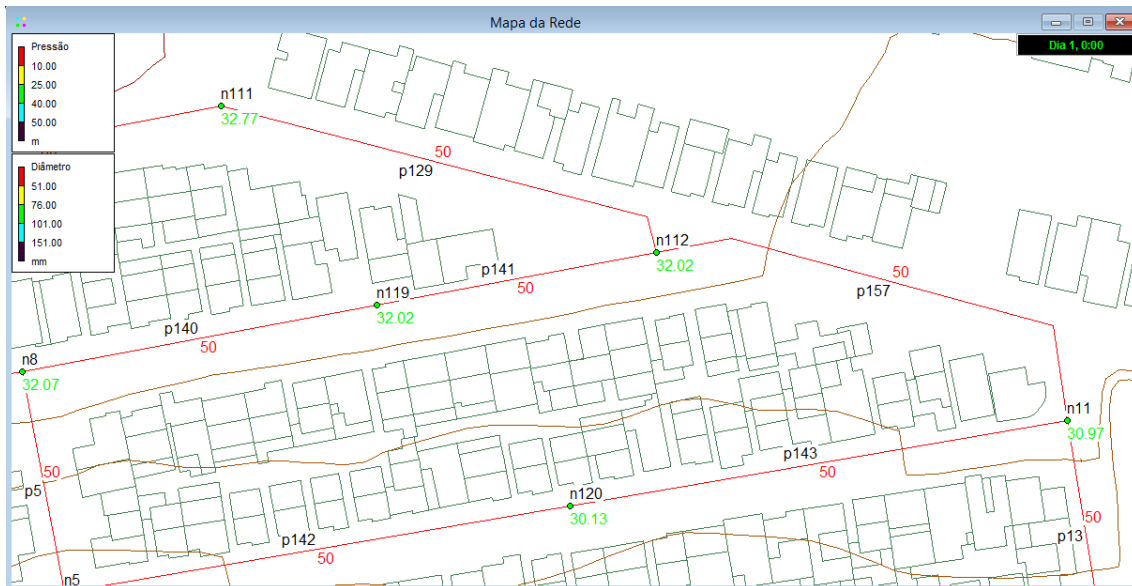 Mapa da Rede
Dia 1, 0:00
Pressão
10.00
25.00
40.00
50.00
m
Diâmetro
51.00
76.00
101.00
151.00
mm
n111
32.77
50
p129
n112
32.02
50
p157
p141
50
n119
32.02
p140
50
n8
32.07
n11
30.97
p143
50
50
p5
n120
30.13
50
p13
p142
50
n5